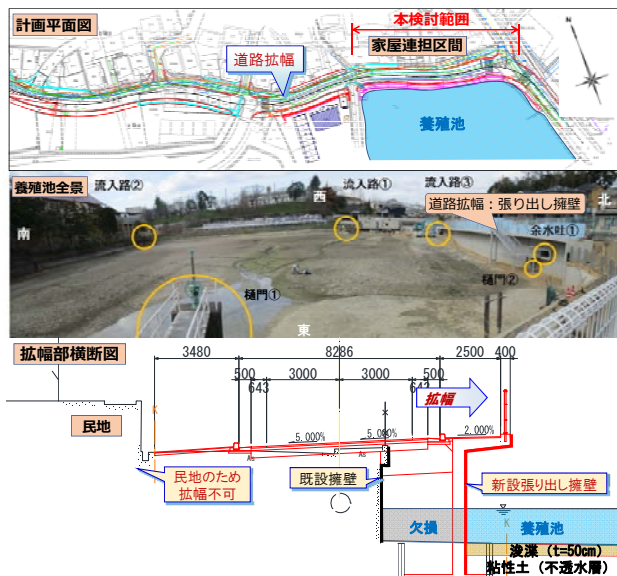 計画平面図
本検討範囲
家屋連担区間
道路拡幅
N
養殖池
養殖池全景
流入路②
西
流入路①
流入路③
北
道路拡幅：張り出し擁壁
南
余水吐①
樋門①
樋門②
東
拡幅部横断図
3480
8286
2500
400
500
643
3000
3000
643
500
拡幅
民地
K
5.000%
5.000%
2.000%
As
As
民地のため
拡幅不可
既設擁壁
新設張り出し擁壁
欠損
養殖池
K
浚渫（t=50cm）
粘性土（不透水層）